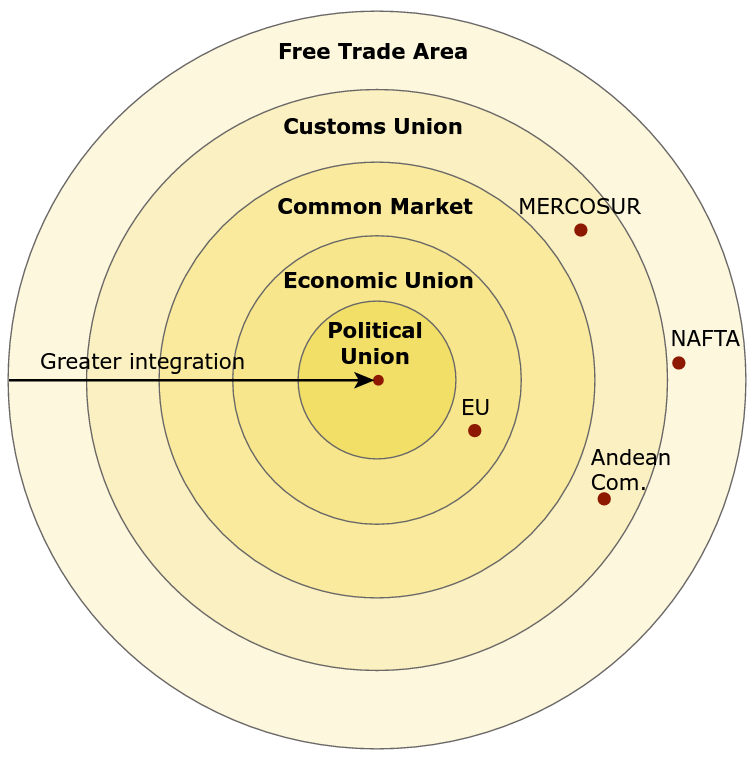 Free Trade Area
Customs Union
Common Market
MERCOSUR
Economic Union
Political
Union
NAFTA
Greater integration
EU
Andean
Com.